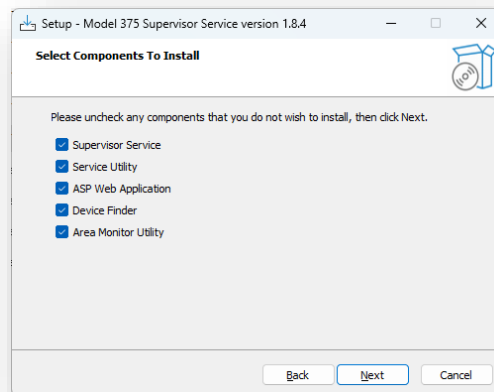 Setup - Model 375 Supervisor Service version 1.8.4
Select Components To Install
Please uncheck any components that you do not wish to install, then click Next.
Supervisor Service
Service Utility
ASP Web Application
Device Finder
Area Monitor Utility
Back Next Cancel